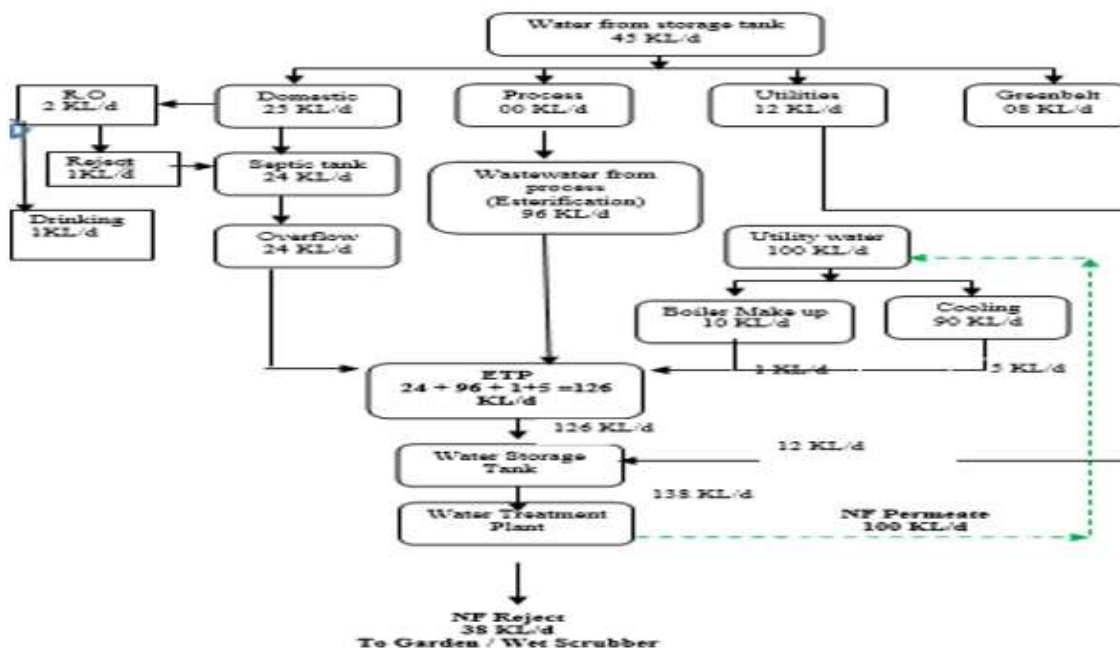 Water from storage tank
45 KL/d
R.O
2 KL/d
Domestic
25 KL/d
Process
00 KL/d
Utilities
12 KL/d
Greenbelt
08 KL/d
Reject
1KL/d
Septic tank
24 KL/d
Wastewater from
process
(Esterification)
96 KL/d
Drinking
1KL/d
Overflow
24 KL/d
Utility water
100 KL/d
Boiler Make up
10 KL/d
Cooling
90 KL/d
1 KL/d
5 KL/d
ETP
24 + 96 + 1+5 =126
KL/d
126 KL/d
Water Storage
Tank
12 KL/d
138 KL/d
Water Treatment
Plant
NF Permeate
100 KL/d
NF Reject
38 KL/d
To Garden / Wet Scrubber